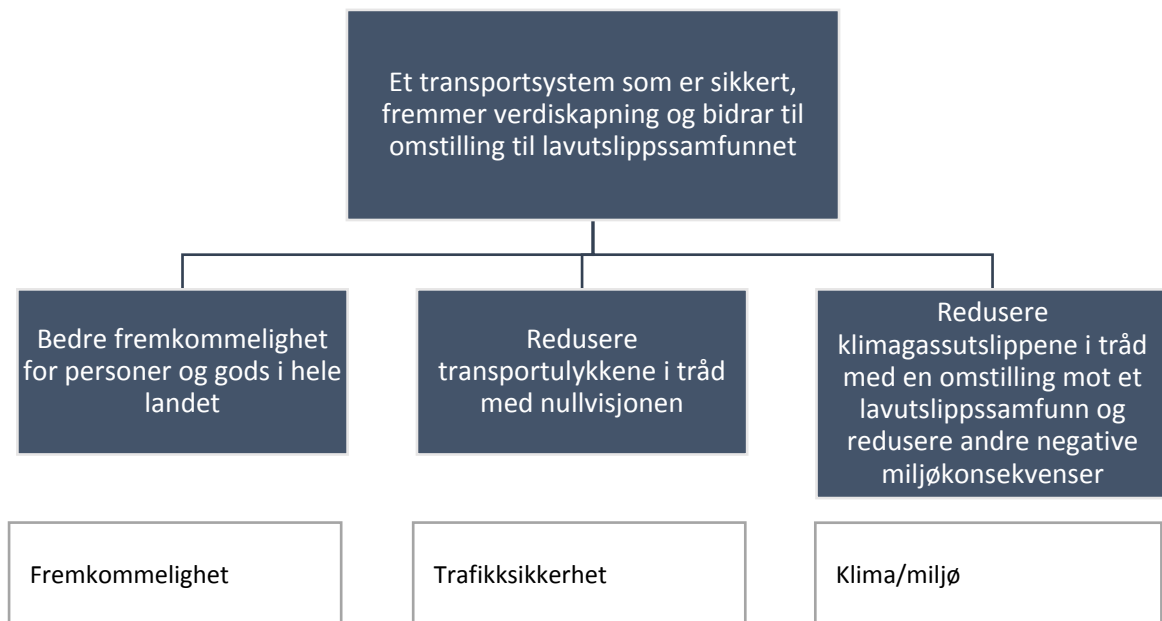 Et transportsystem som er sikkert,
fremmer verdiskapning og bidrar til
omstilling til lavutslippssamfunnet
Bedre fremkommelighet
for personer og gods i hele
landet
Redusere
transportulykkene i tråd
med nullvisjonen
Redusere
klimagassutslippene i tråd
med en omstilling mot et
lavutslippssamfunn og
redusere andre negative
miljøkonsekvenser
Fremkommelighet
Trafikksikkerhet
Klima/miljø